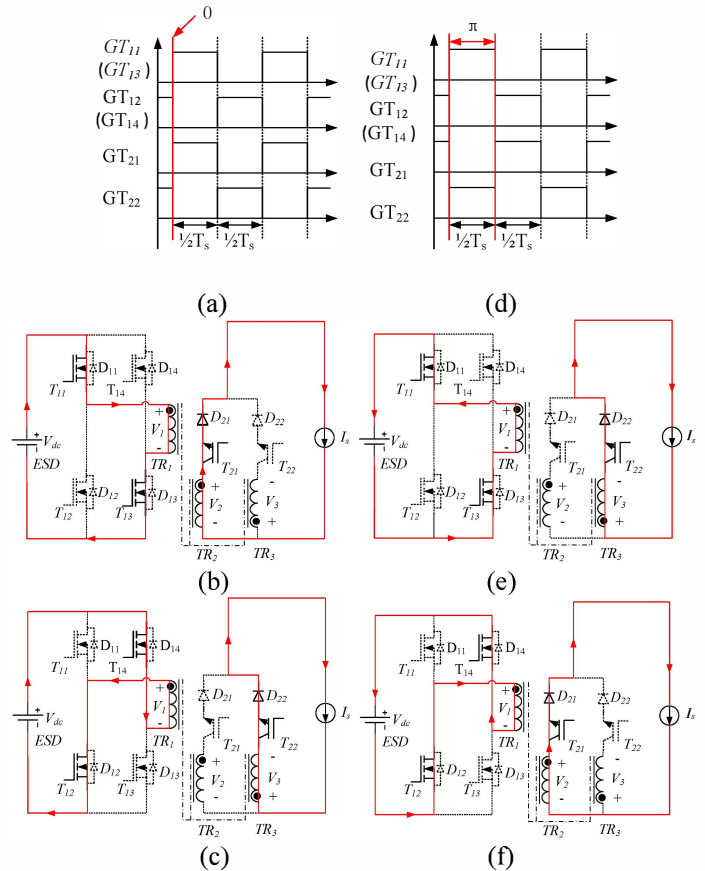 0
GT11
(GT13)
GT12
(GT14)
GT21
GT22
½Ts ½Ts
(a)
π
GT11
(GT13)
GT12
(GT14)
GT21
GT22
½Ts ½Ts
(d)
T11 D11 T14 D14
+ V1 -
TR1
Vdc +
ESD
T12 D12 T13 D13
D21 D22
T21 T22
+ V2 -
- V3 +
TR2 TR3
Is
(b)
T11 D11 T14 D14
+ V1 -
TR1
Vdc +
ESD
T12 D12 T13 D13
D21 D22
T21 T22
+ V2 -
- V3 +
TR2 TR3
Is
(e)
T11 D11 T14 D14
+ V1 -
TR1
Vdc +
ESD
T12 D12 T13 D13
D21 D22
T21 T22
+ V2 -
- V3 +
TR2 TR3
Is
(c)
T11 D11 T14 D14
+ V1 -
TR1
Vdc +
ESD
T12 D12 T13 D13
D21 D22
T21 T22
+ V2 -
- V3 +
TR2 TR3
Is
(f)